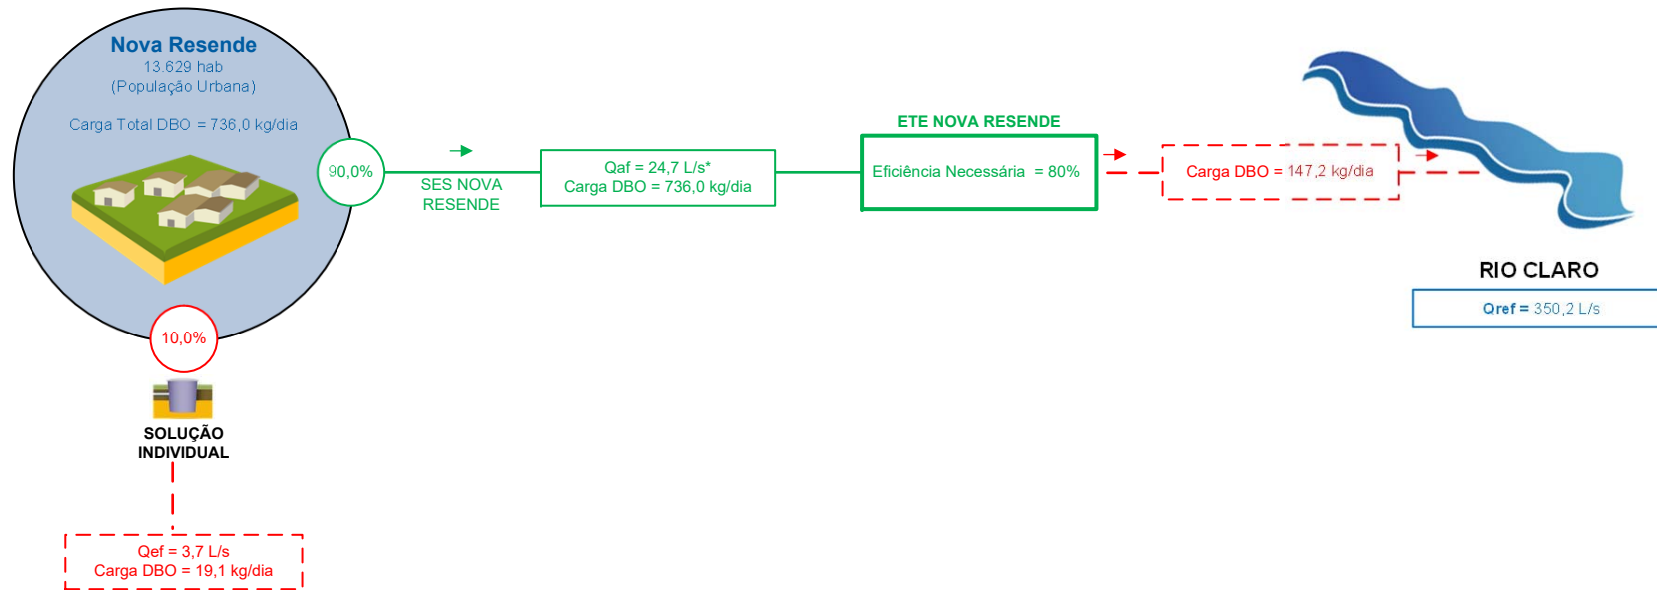 Nova Resende
13.629 hab
(População Urbana)
Carga Total DBO = 736,0 kg/dia
90,0%
SES NOVA
RESENDE
Qaf = 24,7 L/s*
Carga DBO = 736,0 kg/dia
ETE NOVA RESENDE
Eficiência Necessária = 80%
Carga DBO = 147,2 kg/dia
RIO CLARO
Qref = 350,2 L/s
10,0%
SOLUÇÃO
INDIVIDUAL
Qef = 3,7 L/s
Carga DBO = 19,1 kg/dia